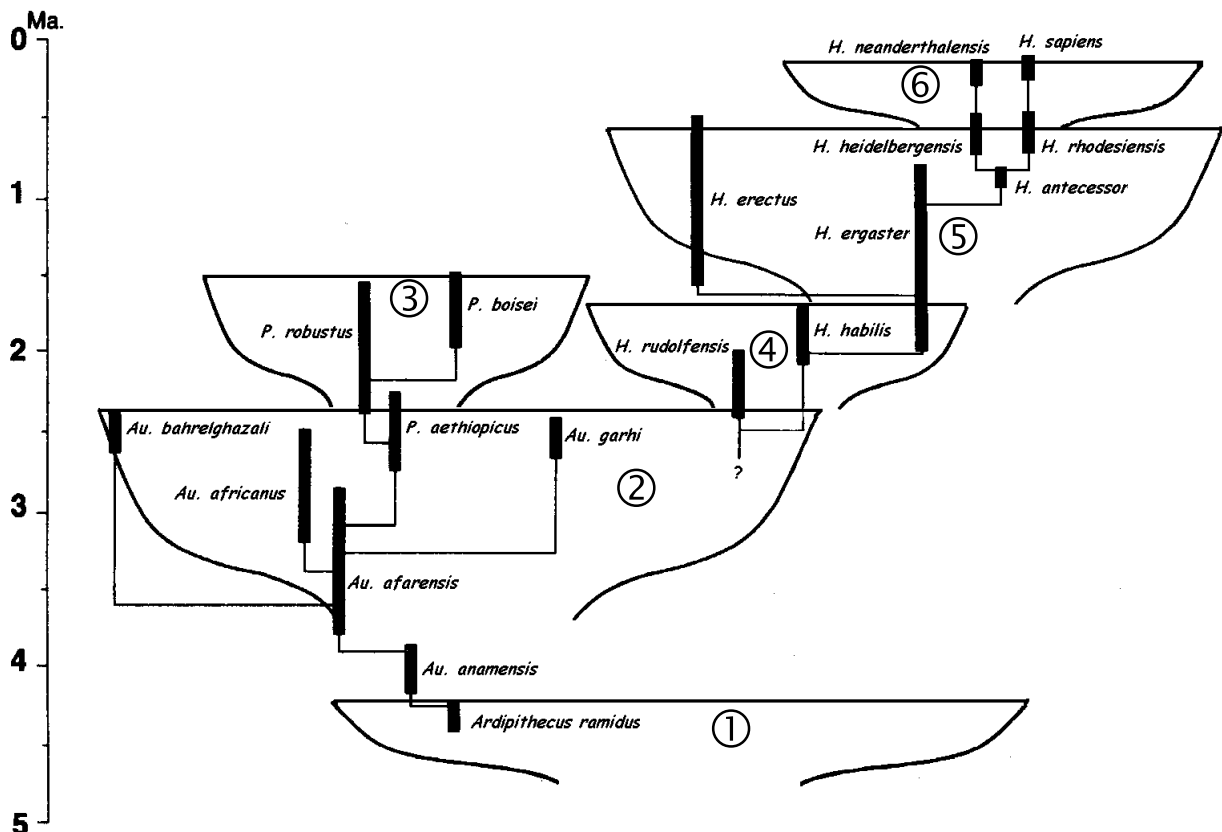 Ma.
0
H. neanderthalensis
H. sapiens
6
H. heidelbergensis
H. rhodesiensis
1
H. antecessor
H. erectus
H. ergaster
5
3
P. boisei
P. robustus
H. habilis
H. rudolfensis
4
2
Au. bahrelghazali
P. aethiopicus
Au. garhi
?
Au. africanus
2
3
Au. afarensis
4
Au. anamensis
Ardipithecus ramidus
1
5